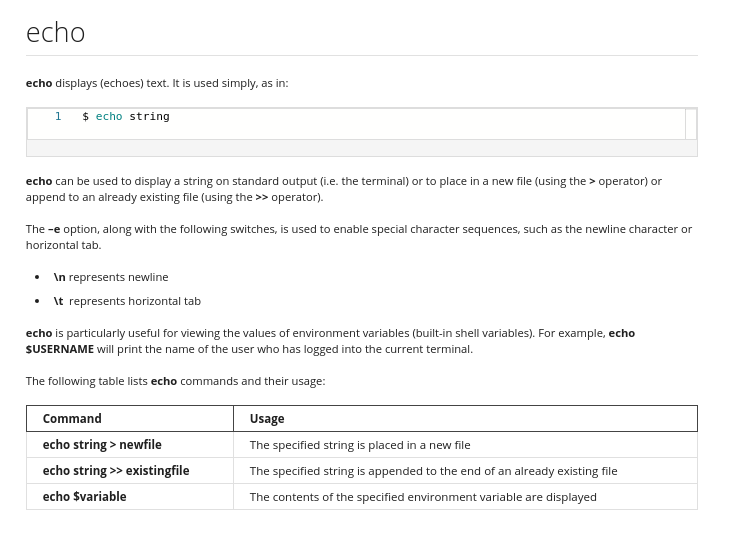 echo
echo displays (echoes) text. It is used simply, as in:
1 $ echo string
echo can be used to display a string on standard output (i.e. the terminal) or to place in a new file (using the > operator) or
append to an already existing file (using the >> operator).
The –e option, along with the following switches, is used to enable special character sequences, such as the newline character or
horizontal tab.
• \n represents newline
• \t represents horizontal tab
echo is particularly useful for viewing the values of environment variables (built-in shell variables). For example, echo
$USERNAME will print the name of the user who has logged into the current terminal.
The following table lists echo commands and their usage:
Command Usage
echo string > newfile The specified string is placed in a new file
echo string >> existingfile The specified string is appended to the end of an already existing file
echo $variable The contents of the specified environment variable are displayed